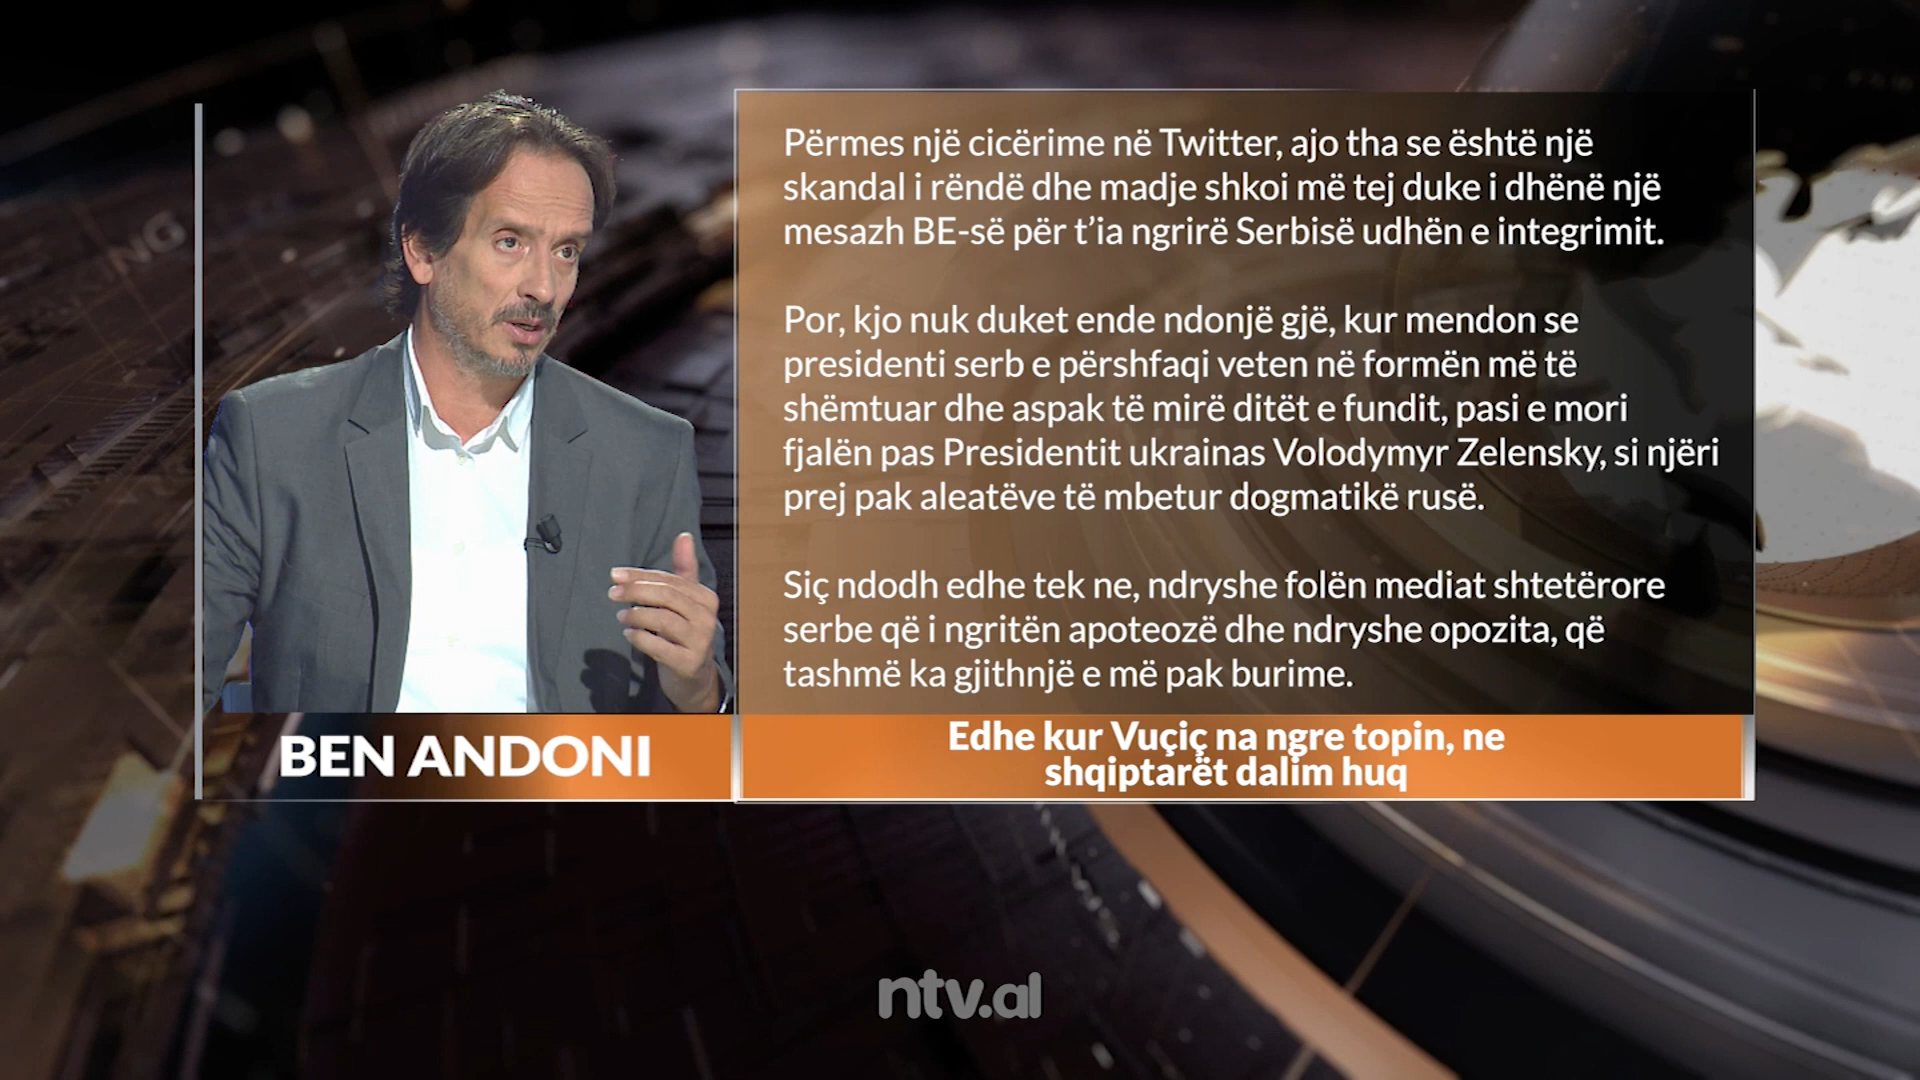 Përmes një cicërime në Twitter, ajo tha se është një
skandal i rëndë dhe madje shkoi më tej duke i dhënë një
mesazh BE-së për t’ia ngrirë Serbisë udhën e integrimit.
Por, kjo nuk duket ende ndonjë gjë, kur mendon se
presidenti serb e përshfaqi veten në formën më të
shëmtuar dhe aspak të mirë ditët e fundit, pasi e mori
fjalën pas Presidentit ukrainas Volodymyr Zelensky, si njëri
prej pak aleatëve të mbetur dogmatikë rusë.
Siç ndodh edhe tek ne, ndryshe folën mediat shtetërore
serbe që i ngritën apoteozë dhe ndryshe opozita, që
tashmë ka gjithnjë e më pak burime.
BEN ANDONI
Edhe kur Vuçiç na ngre topin, ne
shqiptarët dalim huq
ntv.al